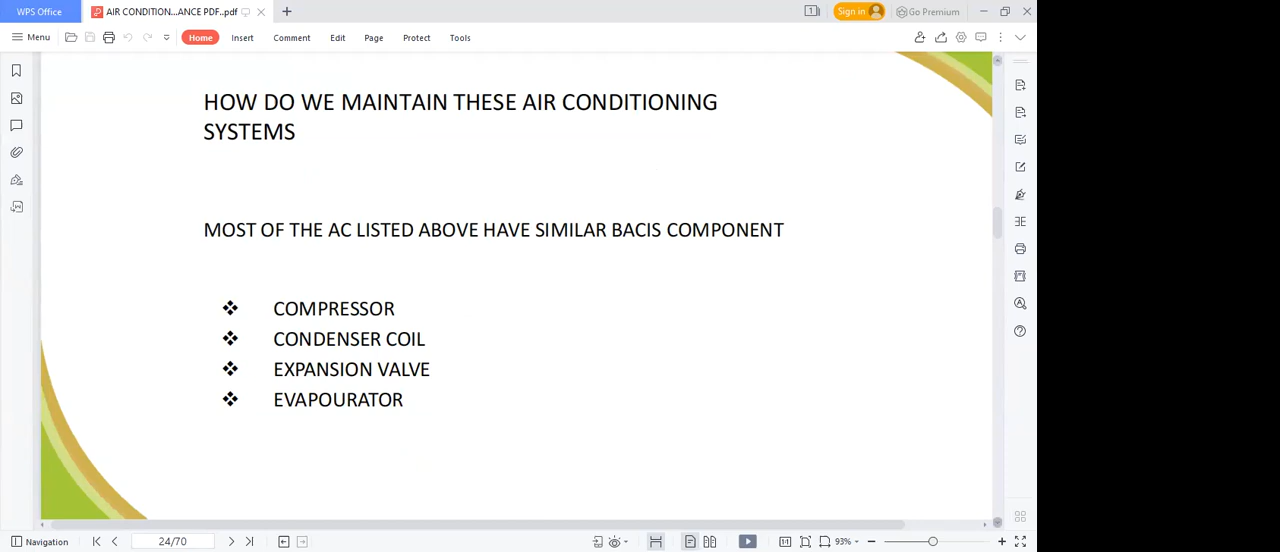 WPS Office
AIR CONDITION...ANCE PDF..pdf
Go Premium
Sign in
Menu
Home
Insert
Comment
Edit
Page
Protect
Tools
HOW DO WE MAINTAIN THESE AIR CONDITIONING
SYSTEMS
MOST OF THE AC LISTED ABOVE HAVE SIMILAR BACIS COMPONENT
❖ COMPRESSOR
❖ CONDENSER COIL
❖ EXPANSION VALVE
❖ EVAPOURATOR
Navigation
24/70
93%